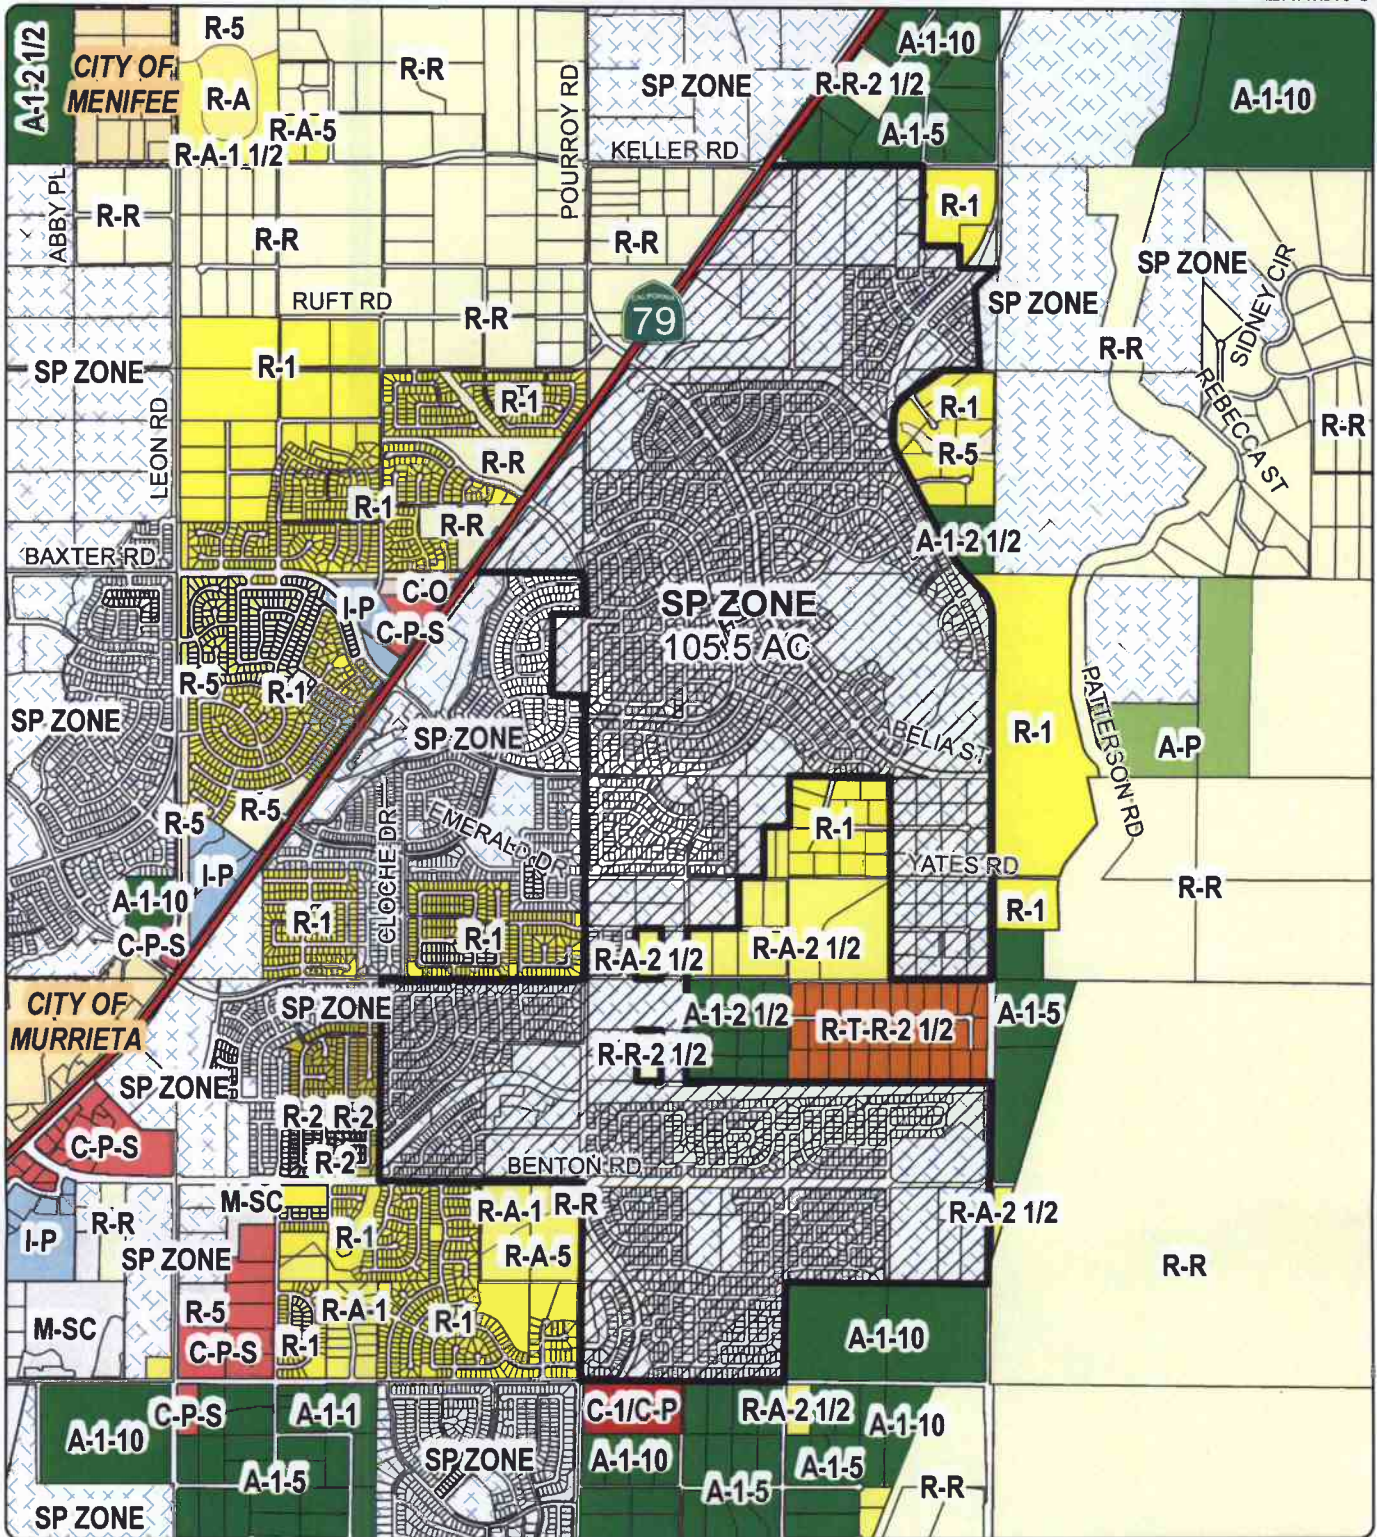 R-5
A-1-2 1/2
CITY OF
MENIFEE
R-A
R-A-5
R-A-1 1/2
R-R
POURROY RD
SP ZONE
A-1-10
R-R-2 1/2
A-1-5
KELLER RD
A-1-10
ABBY PL
R-R
R-R
R-R
R-1
SP ZONE
SIDNEY CIR
RUFT RD
R-R
CALIFORNIA
79
SP ZONE
R-R
SP ZONE
R-1
R-1
R-1
REBECCA ST
R-R
LEON RD
R-R
R-5
R-1
R-R
A-1-2 1/2
BAXTER RD
C-O
I-P
C-P-S
SP ZONE
105.5 AC
R-5
R-1
SP ZONE
SP ZONE
ABELIA ST
R-1
PATTERSON RD
A-P
R-5
R-5
CLOCHE DR
EMERALD DR
R-1
I-P
YATES RD
R-R
A-1-10
R-1
R-1
R-1
C-P-S
R-A-2 1/2
R-A-2 1/2
CITY OF
MURRIETA
SP ZONE
A-1-2 1/2
R-T-R-2 1/2
A-1-5
R-R-2 1/2
SP ZONE
R-2
R-2
C-P-S
R-2
BENTON RD
M-SC
R-A-1
R-R
R-A-2 1/2
R-R
I-P
R-1
SP ZONE
R-A-5
R-R
R-5
R-A-1
R-1
M-SC
C-P-S
R-1
A-1-10
C-P-S
A-1-1
C-1/C-P
R-A-2 1/2
A-1-10
A-1-10
SP ZONE
A-1-10
A-1-5
A-1-5
A-1-5
R-R
SP ZONE